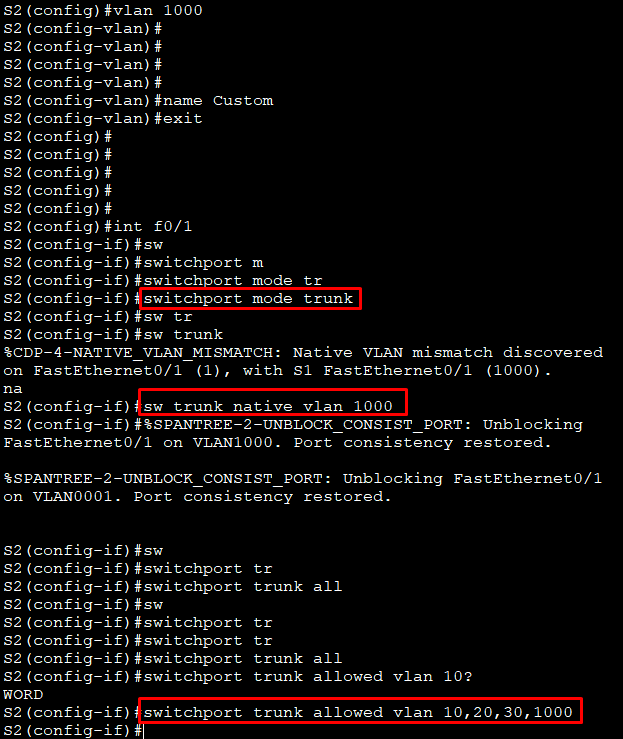 S2(config)#vlan 1000
S2(config-vlan)#
S2(config-vlan)#
S2(config-vlan)#
S2(config-vlan)#
S2(config-vlan)#name Custom
S2(config-vlan)#exit
S2(config)#
S2(config)#
S2(config)#
S2(config)#
S2(config)#
S2(config)#int f0/1
S2(config-if)#sw
S2(config-if)#switchport m
S2(config-if)#switchport mode tr
S2(config-if)#switchport mode trunk
S2(config-if)#sw tr
S2(config-if)#sw trunk
%CDP-4-NATIVE_VLAN_MISMATCH: Native VLAN mismatch discovered
on FastEthernet0/1 (1), with S1 FastEthernet0/1 (1000).
na
S2(config-if)#sw trunk native vlan 1000
S2(config-if)#%SPANTREE-2-UNBLOCK_CONSIST_PORT: Unblocking
FastEthernet0/1 on VLAN1000. Port consistency restored.
%SPANTREE-2-UNBLOCK_CONSIST_PORT: Unblocking FastEthernet0/1
on VLAN0001. Port consistency restored.
S2(config-if)#sw
S2(config-if)#switchport tr
S2(config-if)#switchport trunk all
S2(config-if)#sw
S2(config-if)#switchport tr
S2(config-if)#switchport tr
S2(config-if)#switchport trunk all
S2(config-if)#switchport trunk allowed vlan 10?
WORD
S2(config-if)#switchport trunk allowed vlan 10,20,30,1000
S2(config-if)#